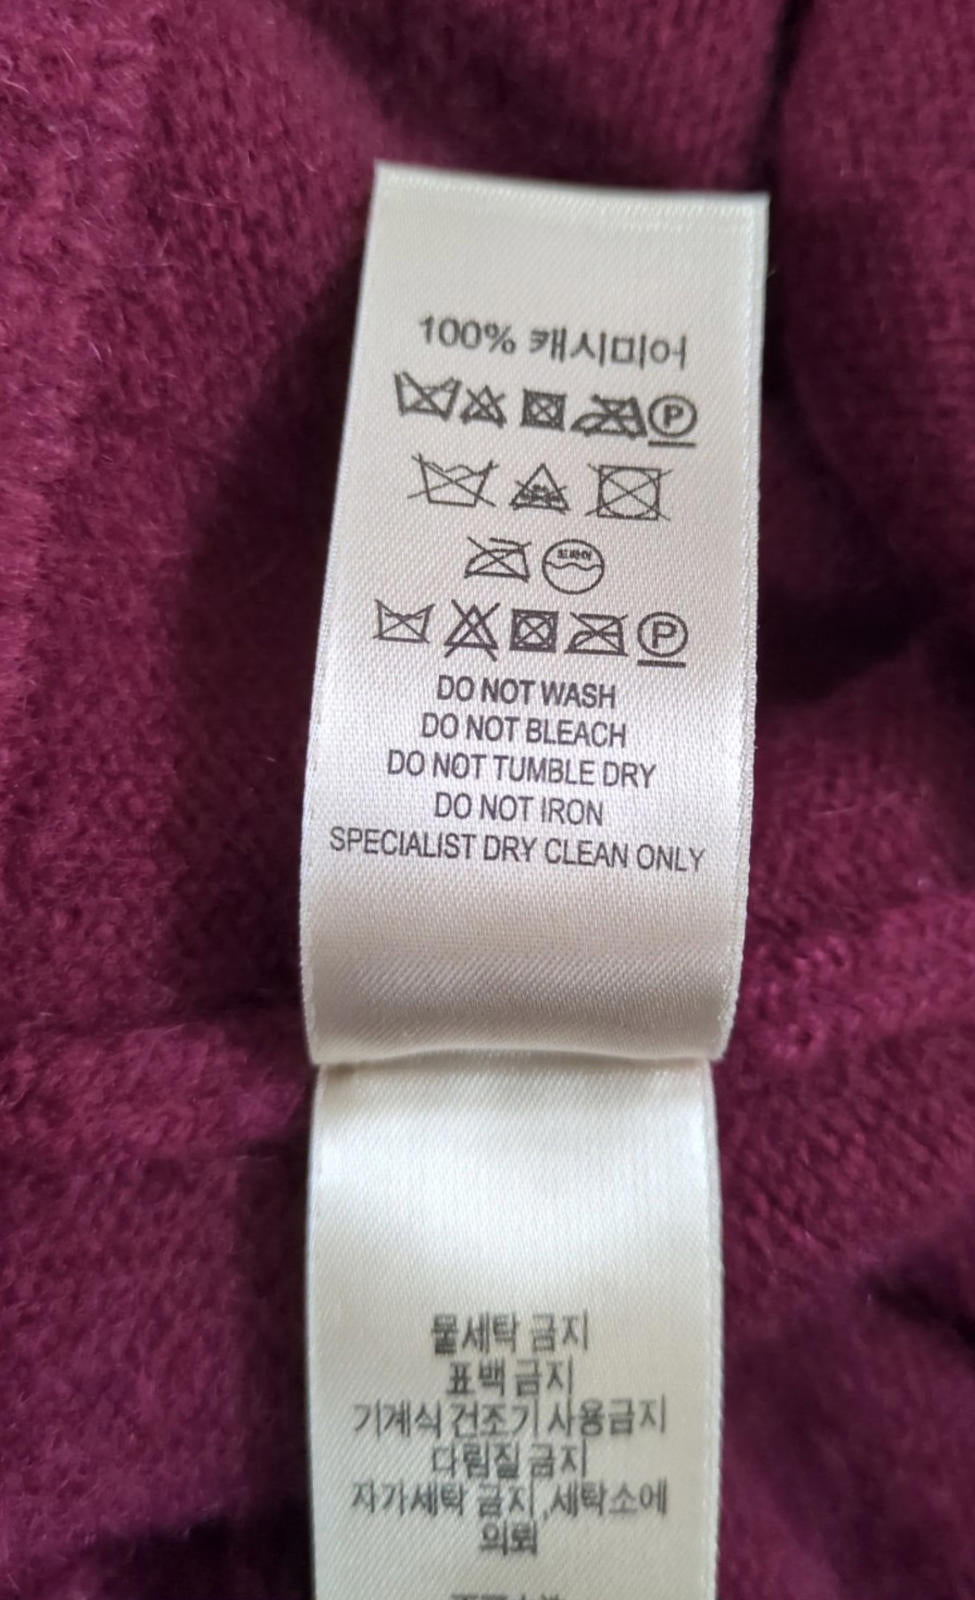 100% 캐시미어
P
드라이
P
DO NOT WASH
DO NOT BLEACH
DO NOT TUMBLE DRY
DO NOT IRON
SPECIALIST DRY CLEAN ONLY
물세탁 금지
표백 금지
기계식 건조기 사용금지
다림질 금지
자가세탁 금지,세탁소에
의뢰